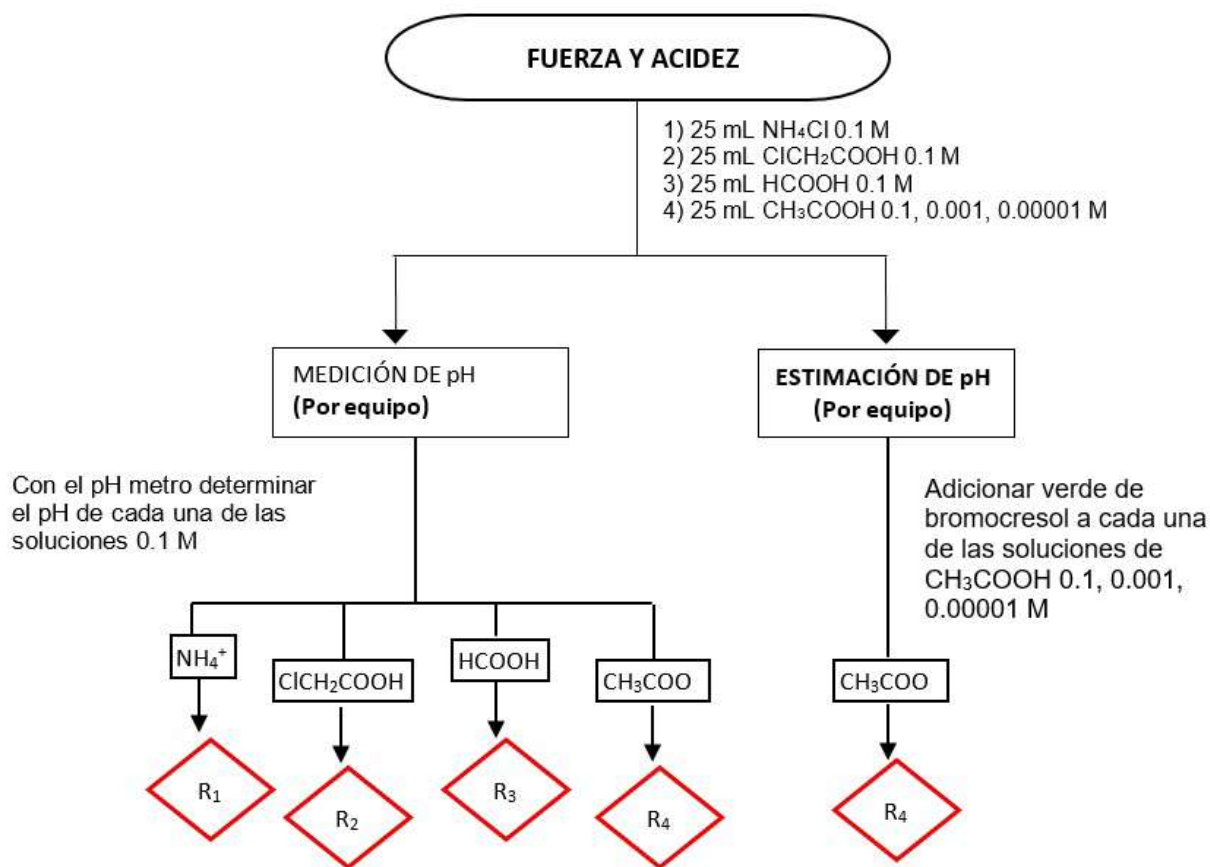 FUERZA Y ACIDEZ
1) 25 mL NH₄Cl 0.1 M
2) 25 mL ClCH₂COOH 0.1 M
3) 25 mL HCOOH 0.1 M
4) 25 mL CH₃COOH 0.1, 0.001, 0.00001 M
MEDICIÓN DE pH
(Por equipo)
ESTIMACIÓN DE pH
(Por equipo)
Con el pH metro determinar
el pH de cada una de las
soluciones 0.1 M
Adicionar verde de
bromocresol a cada una
de las soluciones de
CH₃COOH 0.1, 0.001,
0.00001 M
NH₄⁺
ClCH₂COOH
HCOOH
CH₃COO
CH₃COO
R₁
R₂
R₃
R₄
R₄